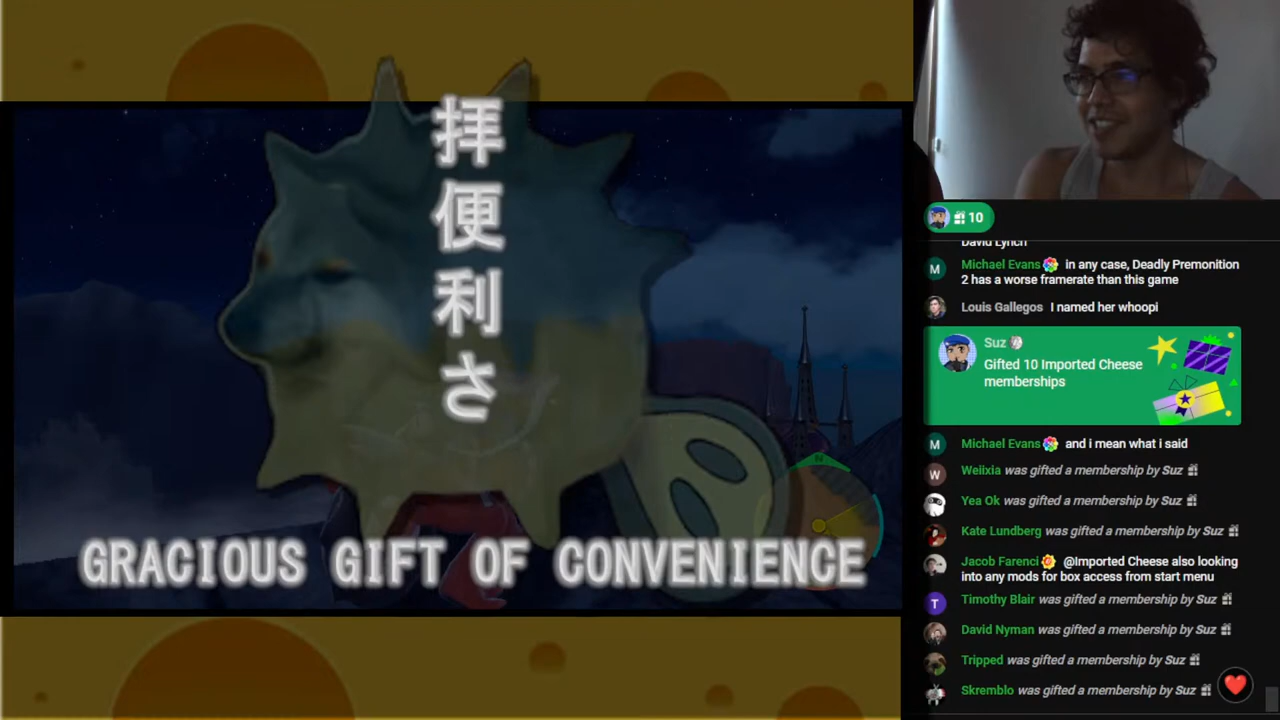 拝便利さ
GRACIOUS GIFT OF CONVENIENCE
N
10
David Lynch
M
Michael Evans in any case, Deadly Premonition
2 has a worse framerate than this game
Louis Gallegos I named her whoopi
Suz
Gifted 10 Imported Cheese
memberships
M
Michael Evans and i mean what i said
W
Weiixia was gifted a membership by Suz
Yea Ok was gifted a membership by Suz
Kate Lundberg was gifted a membership by Suz
Jacob Farenci @Imported Cheese also looking
into any mods for box access from start menu
T
Timothy Blair was gifted a membership by Suz
David Nyman was gifted a membership by Suz
Tripped was gifted a membership by Suz
Skremblo was gifted a membership by Suz